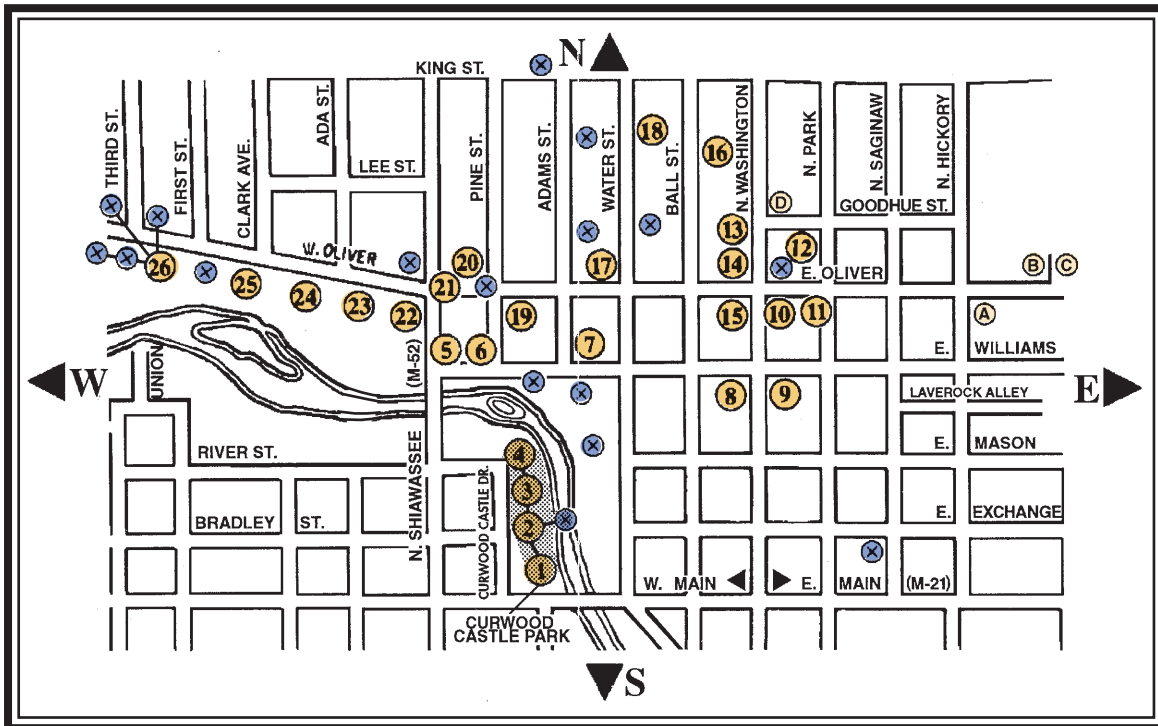 N
KING ST.
THIRD ST.
FIRST ST.
CLARK AVE.
ADA ST.
LEE ST.
PINE ST.
ADAMS ST.
WATER ST.
BALL ST.
N. WASHINGTON
N. PARK
N. SAGINAW
N. HICKORY
18
16
D
GOODHUE ST.
13
12
W. OLIVER
20
17
14
E. OLIVER
B
C
26
25
24
23
22
21
19
15
10
11
A
5
6
7
E. WILLIAMS
(M-52)
UNION
W
8
9
LAVEROCK ALLEY
E
RIVER ST.
N. SHIAWASSEE
4
E. MASON
CURWOOD CASTLE DR.
3
BRADLEY ST.
2
E. EXCHANGE
1
W. MAIN
E. MAIN (M-21)
CURWOOD
CASTLE PARK
S